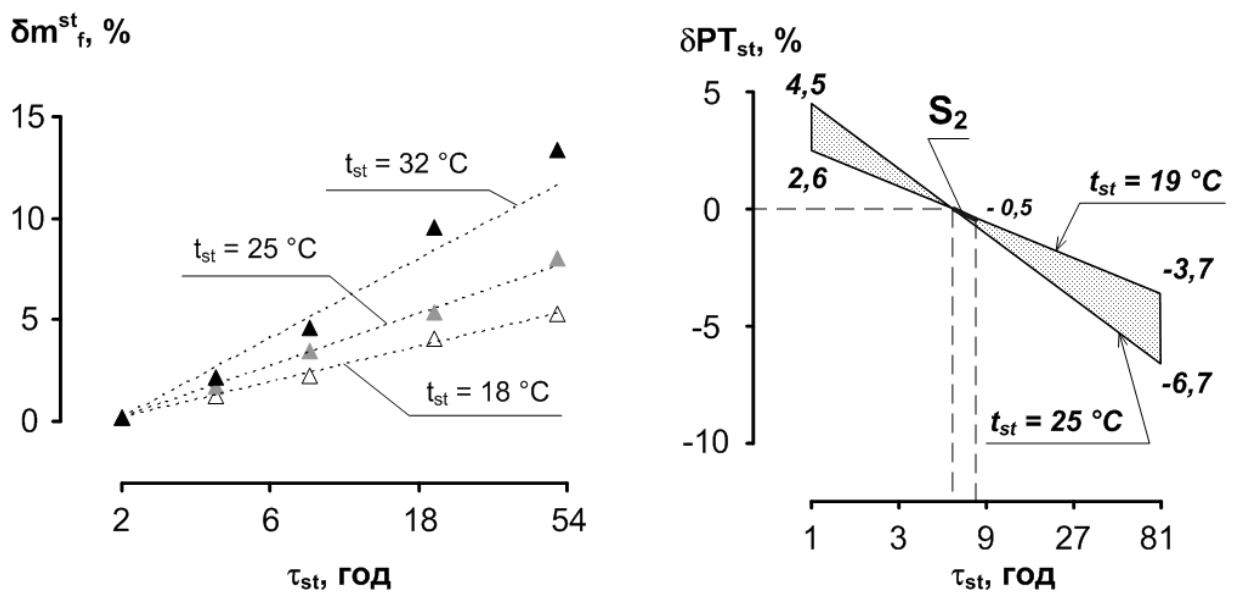 δm^st_f, %
15
10
5
0
t_st = 32 °C
t_st = 25 °C
t_st = 18 °C
2 6 18 54
τ_st, год
δPT_st, %
5
0
-5
-10
4,5
2,6
S_2
- 0,5
t_st = 19 °C
-3,7
-6,7
t_st = 25 °C
1 3 9 27 81
τ_st, год